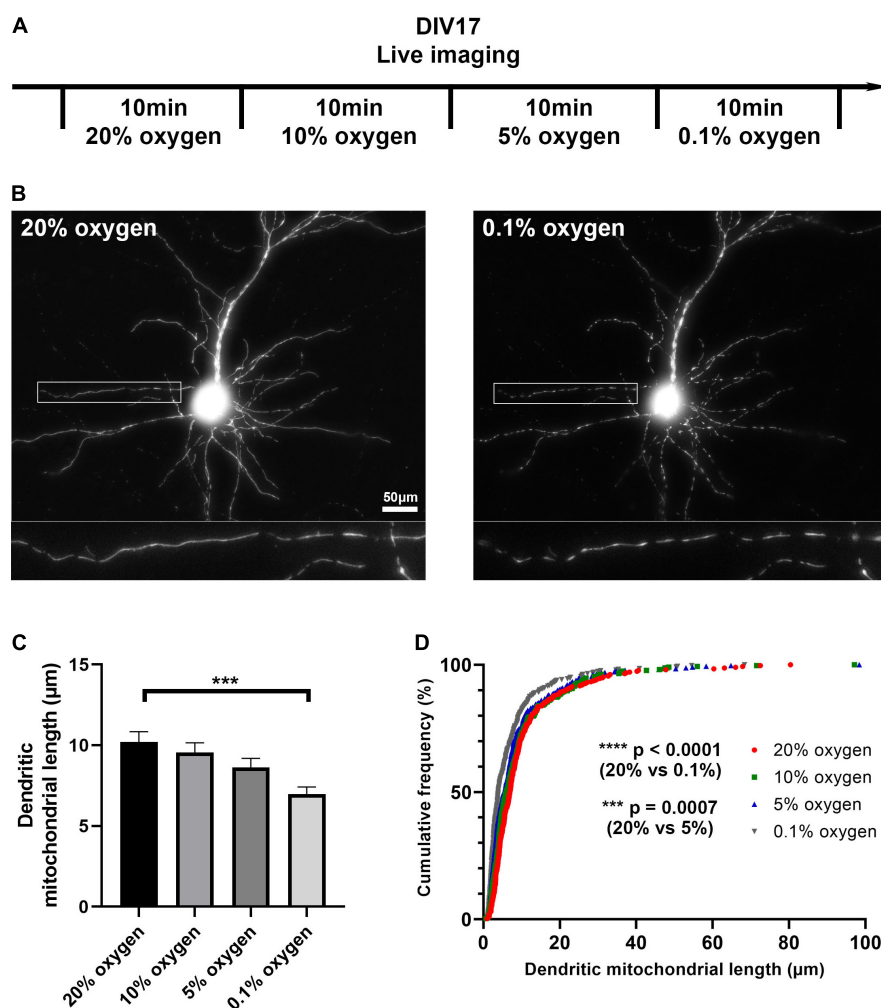 A
DIV17
Live imaging
10min
20% oxygen
10min
10% oxygen
10min
5% oxygen
10min
0.1% oxygen
B
20% oxygen
50µm
0.1% oxygen
C
Dendritic
mitochondrial length (µm)
15
10
5
0
***
20% oxygen
10% oxygen
5% oxygen
0.1% oxygen
D
Cumulative frequency (%)
100
50
0
**** p < 0.0001
(20% vs 0.1%)
*** p = 0.0007
(20% vs 5%)
20% oxygen
10% oxygen
5% oxygen
0.1% oxygen
0
20
40
60
80
100
Dendritic mitochondrial length (µm)